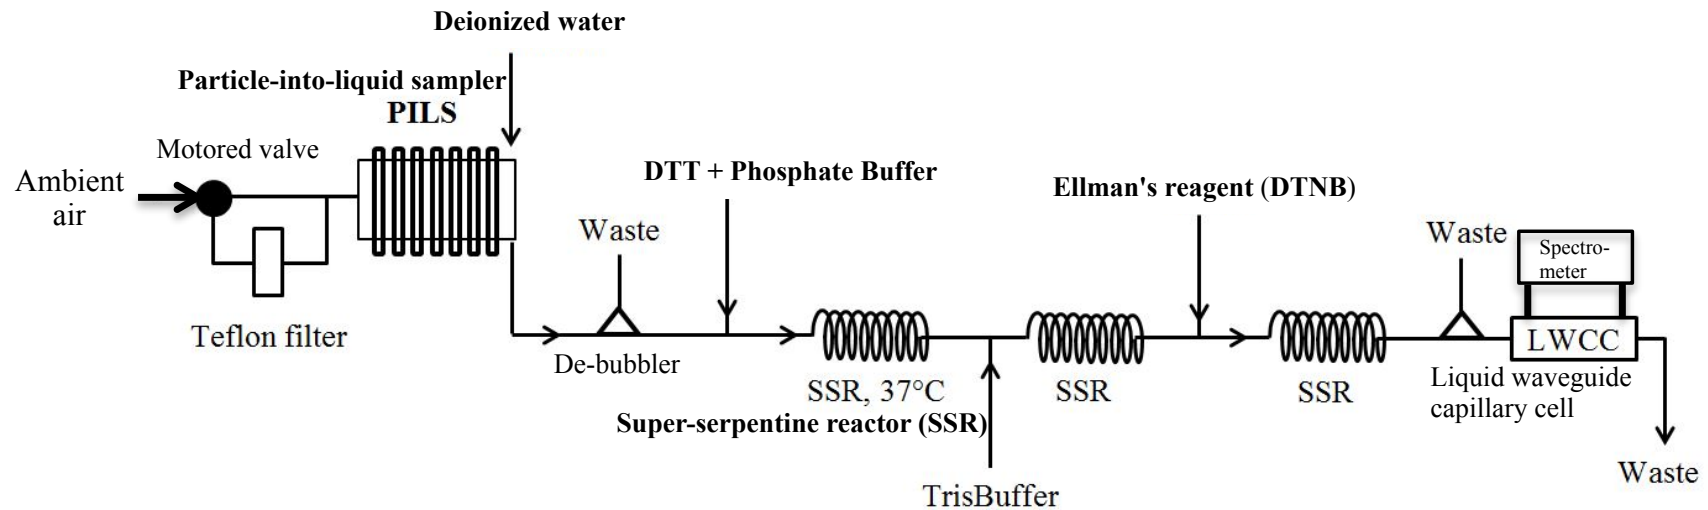 Deionized water
Particle-into-liquid sampler
PILS
Motored valve
Ambient
air
Teflon filter
DTT + Phosphate Buffer
Waste
De-bubbler
SSR, 37°C
Super-serpentine reactor (SSR)
TrisBuffer
SSR
Ellman's reagent (DTNB)
SSR
Waste
Spectro-
meter
LWCC
Liquid waveguide
capillary cell
Waste